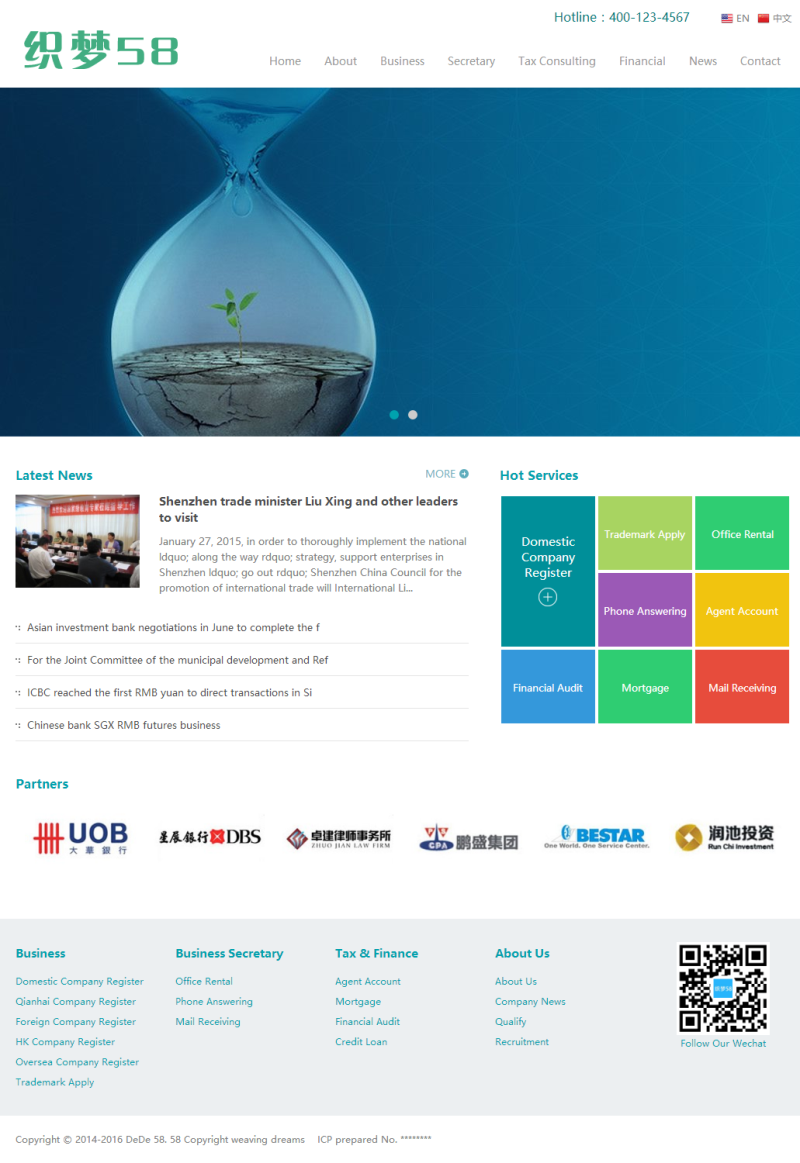 Hotline：400-123-4567
EN
中文
织梦58
Home About Business Secretary Tax Consulting Financial News Contact
Latest News
MORE
Shenzhen trade minister Liu Xing and other leaders
to visit
January 27, 2015, in order to thoroughly implement the national
ldquo; along the way rdquo; strategy, support enterprises in
Shenzhen ldquo; go out rdquo; Shenzhen China Council for the
promotion of international trade will International Li...
Asian investment bank negotiations in June to complete the f
For the Joint Committee of the municipal development and Ref
ICBC reached the first RMB yuan to direct transactions in Si
Chinese bank SGX RMB futures business
Hot Services
Domestic
Company
Register
Trademark Apply
Office Rental
Phone Answering
Agent Account
Financial Audit
Mortgage
Mail Receiving
Partners
UOB
大華銀行
星辰银行 DBS
卓建律师事务所
ZHUO JIAN LAW FIRM
CPA 鹏盛集团
BESTAR
One World. One Service Center.
润池投资
Run Chi Investment
Business
Domestic Company Register
Qianhai Company Register
Foreign Company Register
HK Company Register
Oversea Company Register
Trademark Apply
Business Secretary
Office Rental
Phone Answering
Mail Receiving
Tax & Finance
Agent Account
Mortgage
Financial Audit
Credit Loan
About Us
About Us
Company News
Qualify
Recruitment
织梦58
Follow Our Wechat
Copyright © 2014-2016 DeDe 58. 58 Copyright weaving dreams ICP prepared No. ********